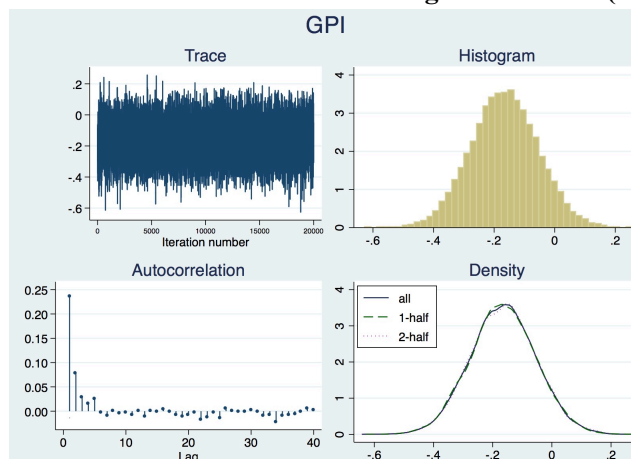 GPI
Trace
.2
0
-.2
-.4
-.6
0 5000 10000 15000 20000
Iteration number
Histogram
4
3
2
1
0
-.6 -.4 -.2 0 .2
Autocorrelation
0.25
0.20
0.15
0.10
0.05
0.00
0 10 20 30 40
Lag
Density
4
3
2
1
0
all
1-half
2-half
-.6 -.4 -.2 0 .2